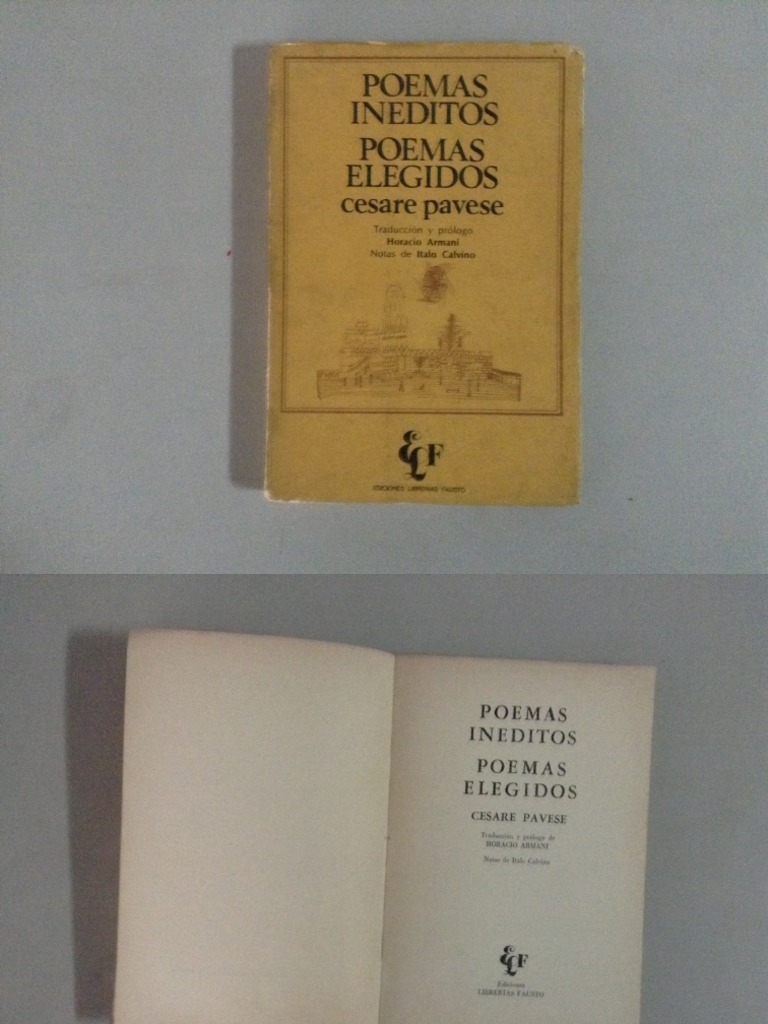 POEMAS
INEDITOS
POEMAS
ELEGIDOS
cesare pavese
Traducción y prólogo
Horacio Armani
Notas de Italo Calvino
ELF
EDICIONES LIBRERIAS FAUSTO
POEMAS
INEDITOS
POEMAS
ELEGIDOS
CESARE PAVESE
Traducción y prólogo de
HORACIO ARMANI
Notas de Italo Calvino
ELF
Ediciones
LIBRERIAS FAUSTO